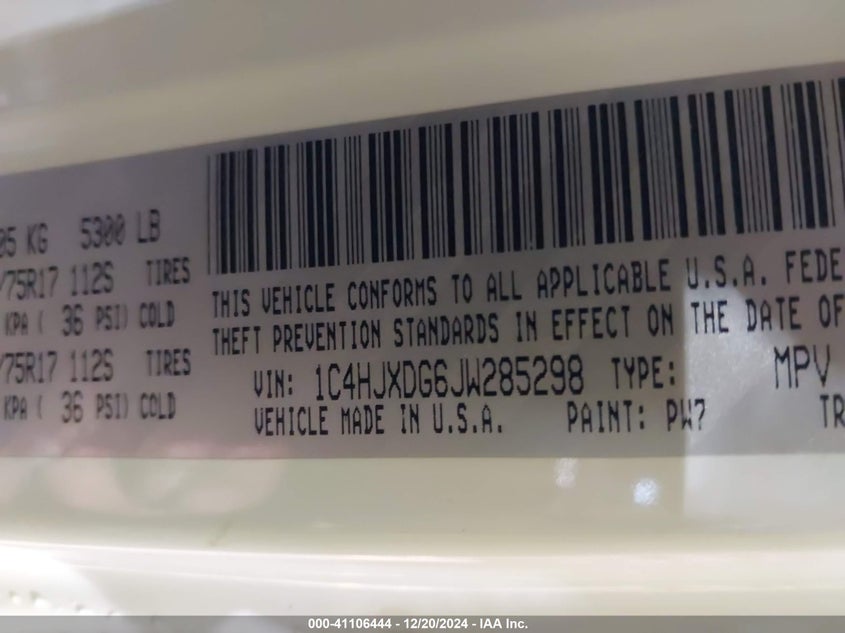 05 KG 5300 LB
/75R17 112S TIRES
KPA ( 36 PSI) COLD
/75R17 112S TIRES
KPA ( 36 PSI) COLD
THIS VEHICLE CONFORMS TO ALL APPLICABLE U.S.A. FEDE
THEFT PREVENTION STANDARDS IN EFFECT ON THE DATE OF
VIN: 1C4HJXDG6JW285298 TYPE: MPV
VEHICLE MADE IN U.S.A. PAINT: PW7 TR
000-41106444 - 12/20/2024 - IAA Inc.